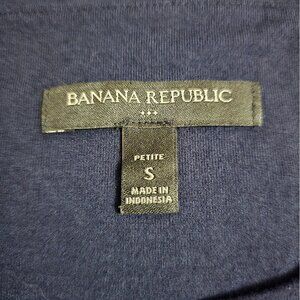 BANANA REPUBLIC
PETITE
S
MADE IN
INDONESIA